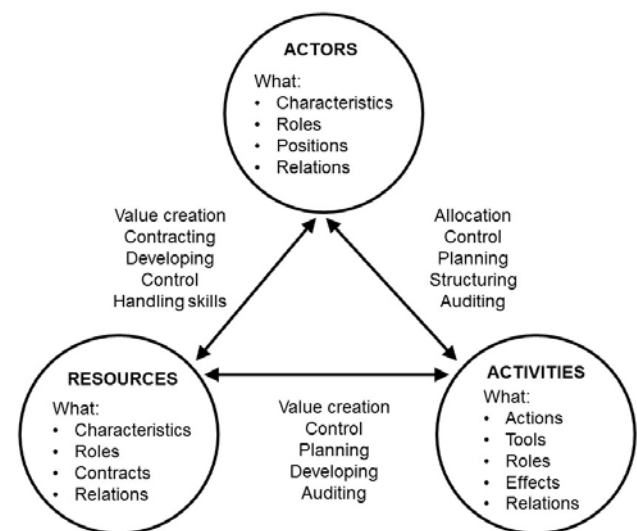 ACTORS
What:
• Characteristics
• Roles
• Positions
• Relations
Value creation
Contracting
Developing
Control
Handling skills
Allocation
Control
Planning
Structuring
Auditing
RESOURCES
What:
• Characteristics
• Roles
• Contracts
• Relations
Value creation
Control
Planning
Developing
Auditing
ACTIVITIES
What:
• Actions
• Tools
• Roles
• Effects
• Relations